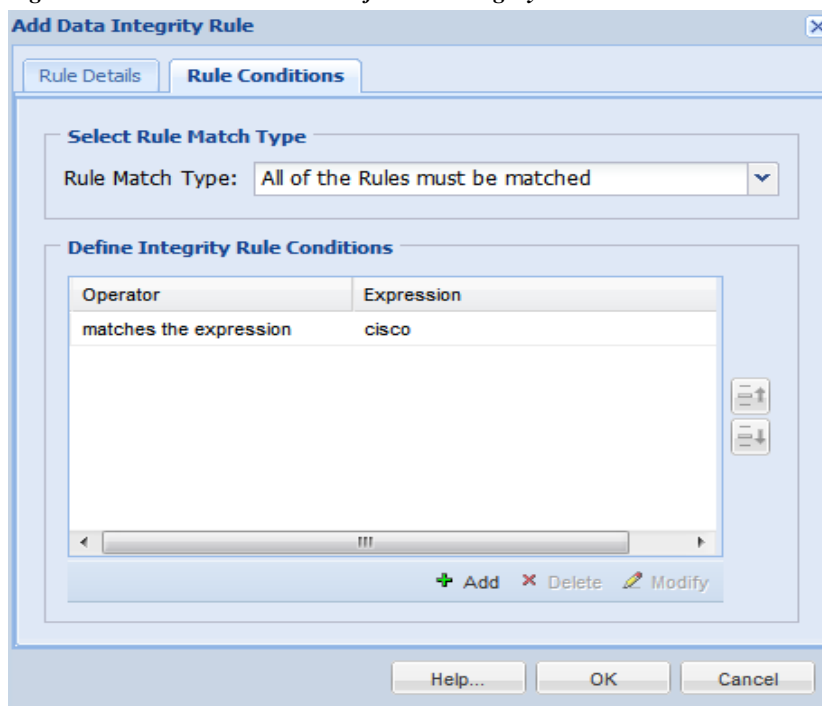 Add Data Integrity Rule
Rule Details Rule Conditions
Select Rule Match Type
Rule Match Type: All of the Rules must be matched
Define Integrity Rule Conditions
Operator Expression
matches the expression cisco
Add Delete Modify
Help... OK Cancel